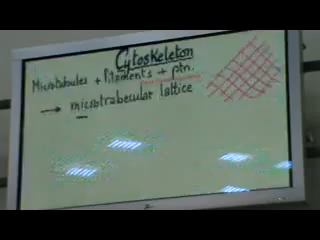 Cytoskeleton
Microtubules + filaments + ptn.
→ microtrabecular lattice